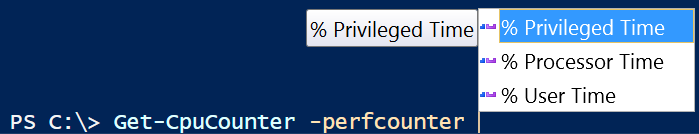 % Privileged Time
% Privileged Time
% Processor Time
% User Time
PS C:\> Get-CpuCounter -perfcounter